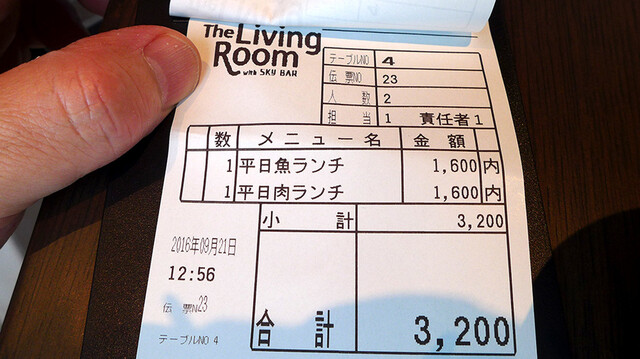 The Living
Room
with SKY BAR
テーブルNO 4
伝票NO 23
人数 2
担当 1 責任者1
数 メニュー名 金額
1 平日魚ランチ 1,600 内
1 平日肉ランチ 1,600 内
小計 3,200
2016年09月21日
12:56
伝票N 23
テーブルNO 4
合計 3,200